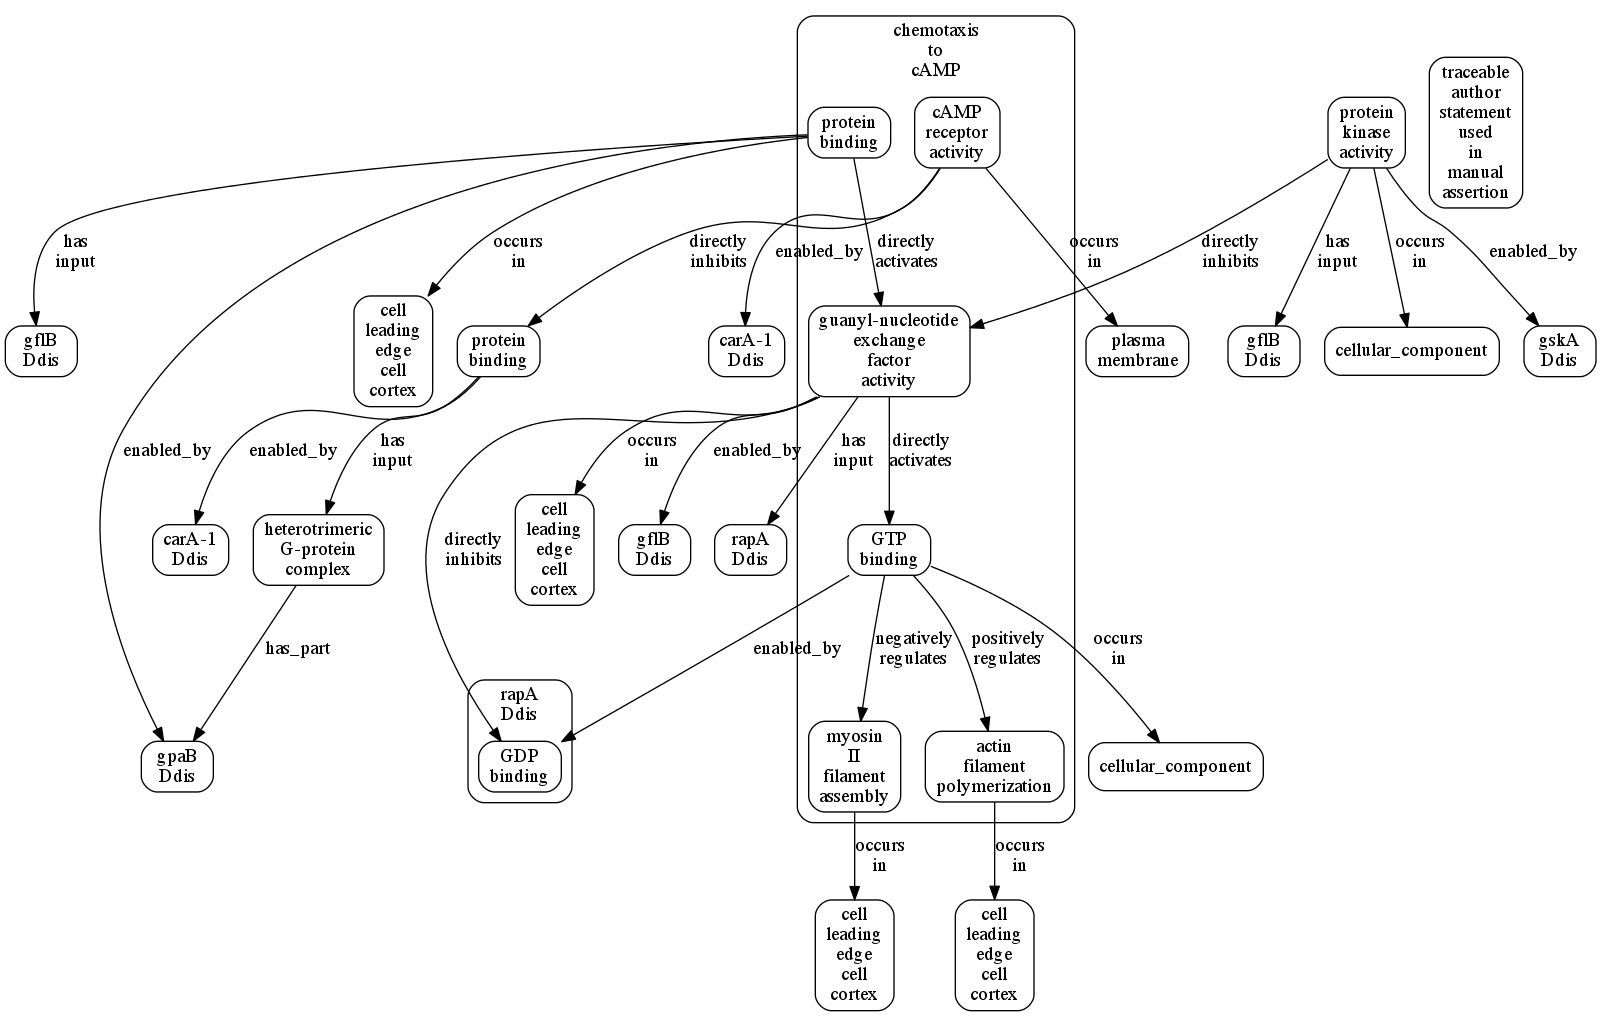 chemotaxis
to
cAMP
protein
binding
cAMP
receptor
activity
protein
kinase
activity
traceable
author
statement
used
in
manual
assertion
has
input
occurs
in
directly
inhibits
enabled_by
directly
activates
occurs
in
directly
inhibits
has
input
occurs
in
enabled_by
gflB
Ddis
cell
leading
edge
cell
cortex
protein
binding
carA-1
Ddis
guanyl-nucleotide
exchange
factor
activity
plasma
membrane
gflB
Ddis
cellular_component
gskA
Ddis
enabled_by
enabled_by
has
input
occurs
in
enabled_by
has
input
directly
activates
carA-1
Ddis
heterotrimeric
G-protein
complex
directly
inhibits
cell
leading
edge
cell
cortex
gflB
Ddis
rapA
Ddis
GTP
binding
has_part
enabled_by
negatively
regulates
positively
regulates
occurs
in
gpaB
Ddis
rapA
Ddis
GDP
binding
myosin
II
filament
assembly
actin
filament
polymerization
cellular_component
occurs
in
occurs
in
cell
leading
edge
cell
cortex
cell
leading
edge
cell
cortex